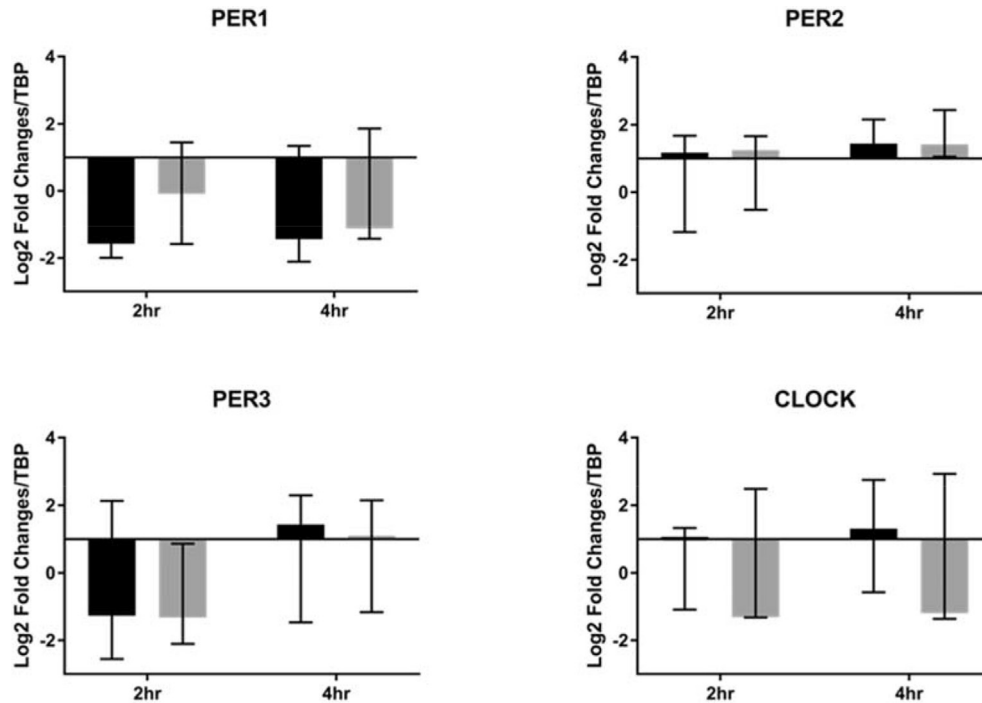 PER1
Log2 Fold Changes/TBP
4
2
0
-2
2hr
4hr
PER2
Log2 Fold Changes/TBP
4
2
0
-2
2hr
4hr
PER3
Log2 Fold Changes/TBP
4
2
0
-2
2hr
4hr
CLOCK
Log2 Fold Changes/TBP
4
2
0
-2
2hr
4hr